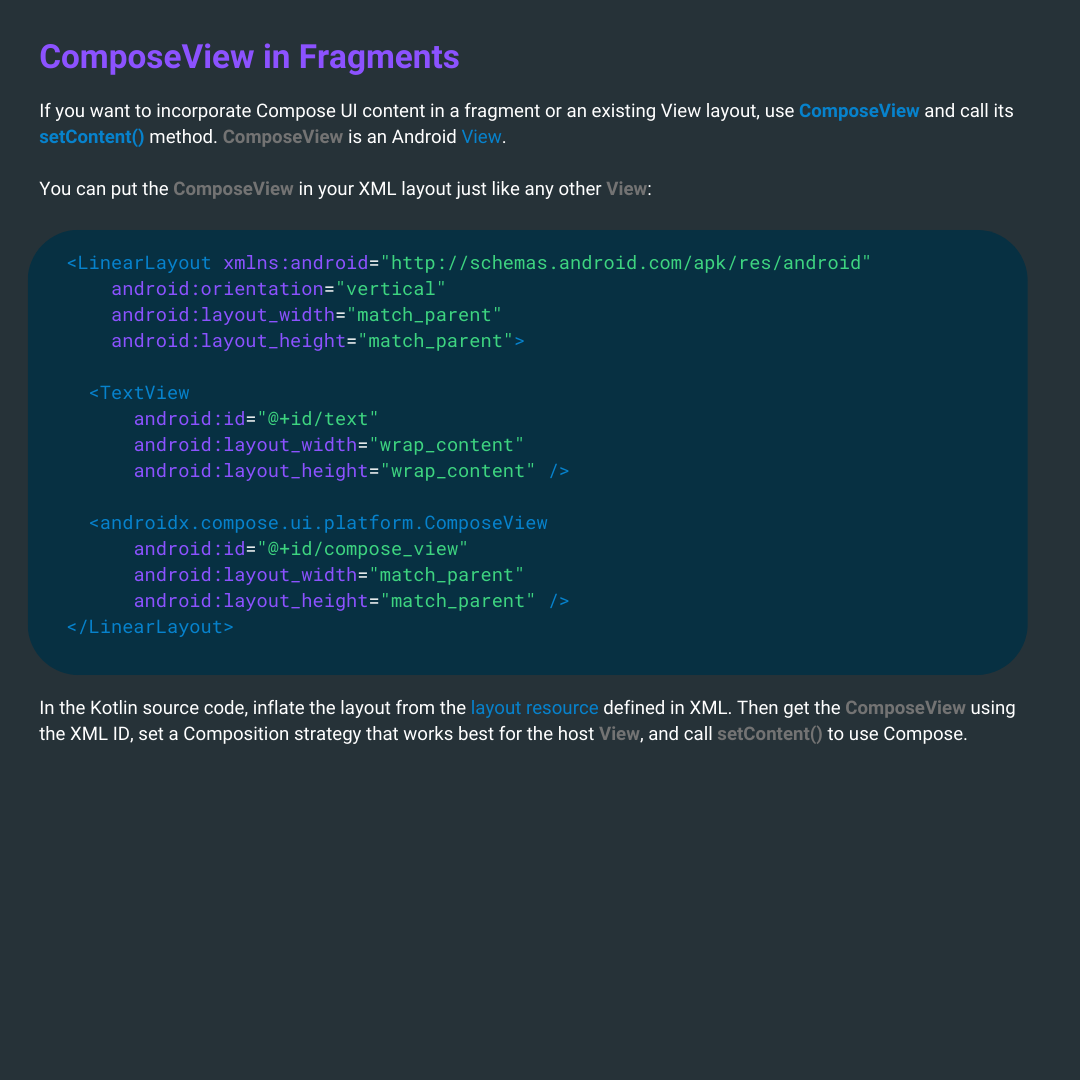 ComposeView in Fragments
If you want to incorporate Compose UI content in a fragment or an existing View layout, use ComposeView and call its
setContent() method. ComposeView is an Android View.
You can put the ComposeView in your XML layout just like any other View:
<LinearLayout xmlns:android="http://schemas.android.com/apk/res/android"
    android:orientation="vertical"
    android:layout_width="match_parent"
    android:layout_height="match_parent">
  <TextView
      android:id="@+id/text"
      android:layout_width="wrap_content"
      android:layout_height="wrap_content" />
  <androidx.compose.ui.platform.ComposeView
      android:id="@+id/compose_view"
      android:layout_width="match_parent"
      android:layout_height="match_parent" />
</LinearLayout>
In the Kotlin source code, inflate the layout from the layout resource defined in XML. Then get the ComposeView using
the XML ID, set a Composition strategy that works best for the host View, and call setContent() to use Compose.